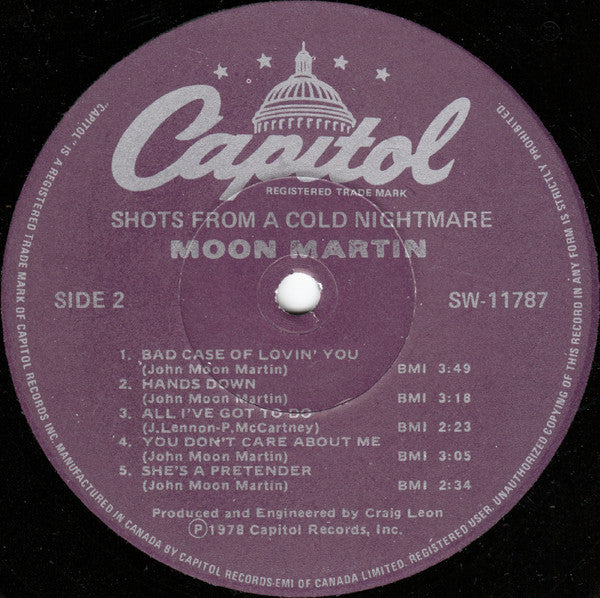 Capitol
REGISTERED TRADE MARK
SHOTS FROM A COLD NIGHTMARE
MOON MARTIN
SIDE 2 SW-11787
1. BAD CASE OF LOVIN' YOU
(John Moon Martin) BMI 3:49
2. HANDS DOWN
(John Moon Martin) BMI 3:18
3. ALL I'VE GOT TO DO
(J.Lennon-P.McCartney) BMI 2:23
4. YOU DON'T CARE ABOUT ME
(John Moon Martin) BMI 3:05
5. SHE'S A PRETENDER
(John Moon Martin) BMI 2:34
Produced and Engineered by Craig Leon
℗1978 Capitol Records, Inc.
"CAPITOL" IS A REGISTERED TRADE MARK OF CAPITOL RECORDS INC. MANUFACTURED IN CANADA BY CAPITOL RECORDS-EMI OF CANADA LIMITED. REGISTERED USER. UNAUTHORIZED COPYING OF THIS RECORD IN ANY FORM IS STRICTLY PROHIBITED.